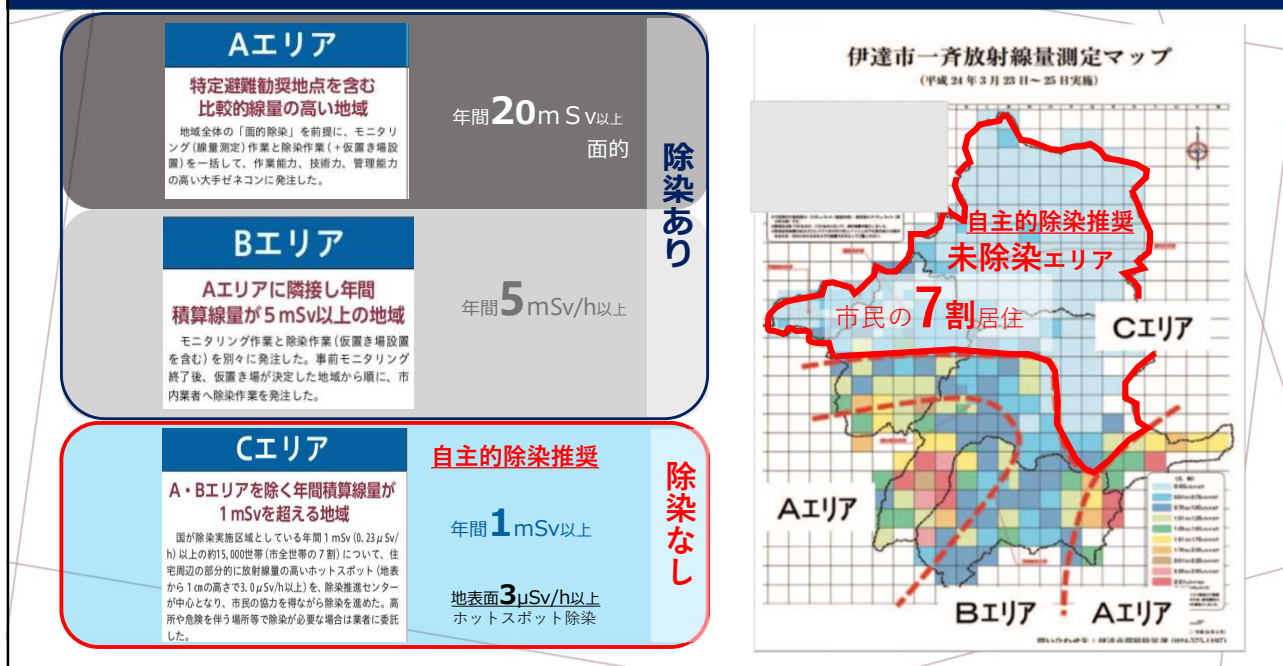 Aエリア
特定避難勧奨地点を含む
比較的線量の高い地域
地域全体の「面的除染」を前提に、モニタリ
ング(線量測定)作業と除染作業(+仮置き場設
置)を一括して、作業能力、技術力、管理能力
の高い大手ゼネコンに発注した。
年間20mSv以上
面的
除染あり
Bエリア
Aエリアに隣接し年間
積算線量が5mSv以上の地域
モニタリング作業と除染作業(仮置き場設置
を含む)を別々に発注した。事前モニタリング
終了後、仮置き場が決定した地域から順に、市
内業者へ除染作業を発注した。
年間5mSv/h以上
Cエリア
A・Bエリアを除く年間積算線量が
1mSvを超える地域
国が除染実施区域としている年間1mSv(0.23μSv/
h)以上の約15,000世帯(市全世帯の7割)について、住
宅周辺の部分的に放射線量の高いホットスポット(地表
から1cmの高さで3.0μSv/h以上)を、除染推進センター
が中心となり、市民の協力を得ながら除染を進めた。高
所や危険を伴う場所等で除染が必要な場合は業者に委託
した。
自主的除染推奨
年間1mSv以上
地表面3μSv/h以上
ホットスポット除染
除染なし
伊達市一斉放射線量測定マップ
(平成24年3月23日~25日実施)
自主的除染推奨
未除染エリア
市民の7割居住
Cエリア
Aエリア
Bエリア
Aエリア